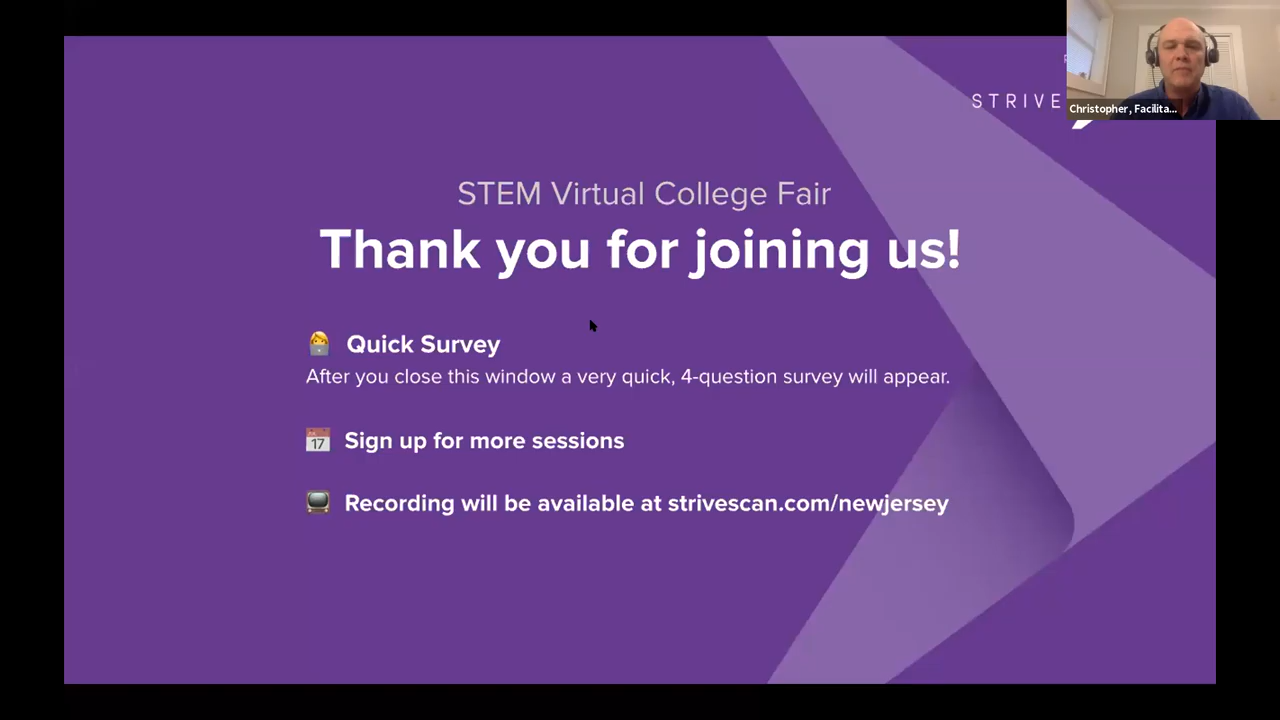 STRIVE
Christopher, Facilita...
STEM Virtual College Fair
Thank you for joining us!
Quick Survey
After you close this window a very quick, 4-question survey will appear.
17
Sign up for more sessions
Recording will be available at strivescan.com/newjersey